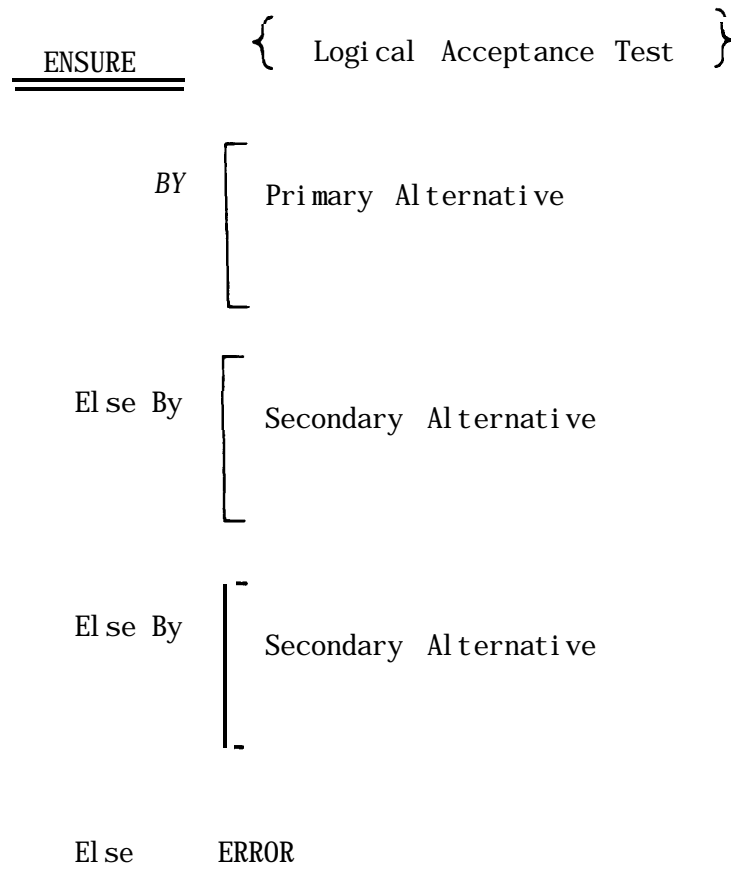 ENSURE { Logical Acceptance Test }
BY Primary Alternative
Else By Secondary Alternative
Else By Secondary Alternative
Else ERROR